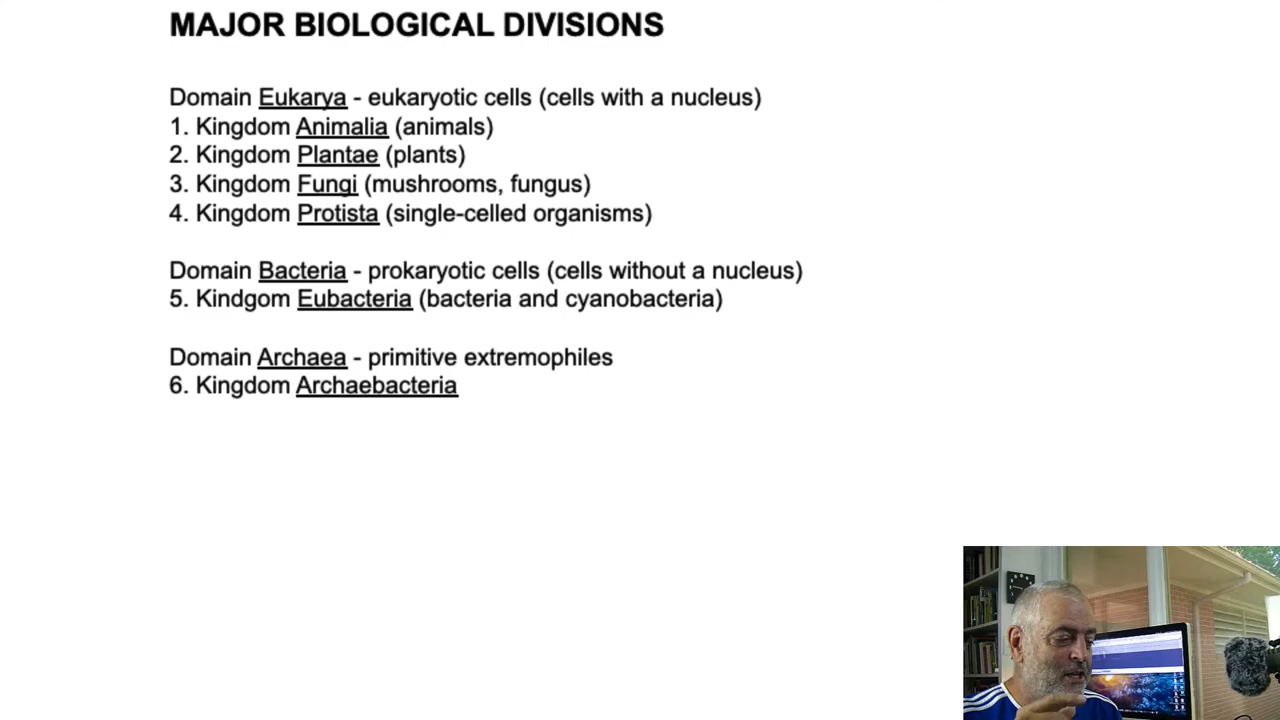 MAJOR BIOLOGICAL DIVISIONS
Domain Eukarya - eukaryotic cells (cells with a nucleus)
1. Kingdom Animalia (animals)
2. Kingdom Plantae (plants)
3. Kingdom Fungi (mushrooms, fungus)
4. Kingdom Protista (single-celled organisms)
Domain Bacteria - prokaryotic cells (cells without a nucleus)
5. Kindgom Eubacteria (bacteria and cyanobacteria)
Domain Archaea - primitive extremophiles
6. Kingdom Archaebacteria